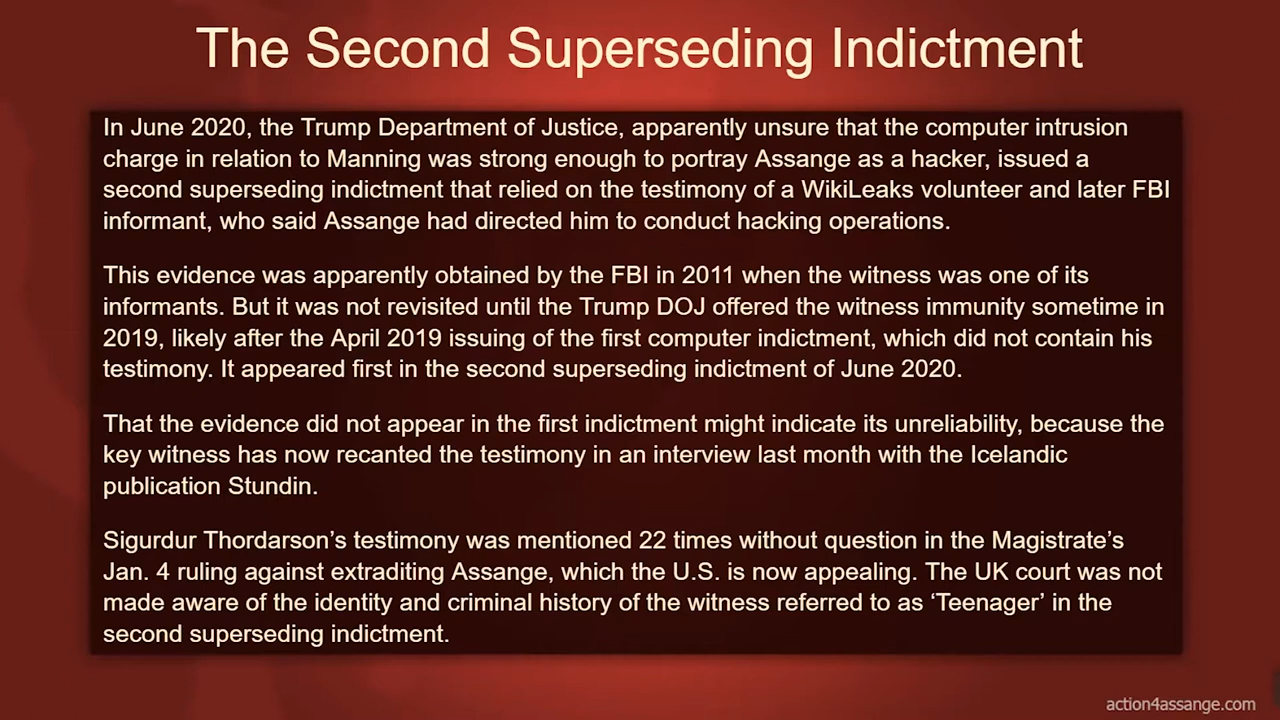 The Second Superseding Indictment
In June 2020, the Trump Department of Justice, apparently unsure that the computer intrusion
charge in relation to Manning was strong enough to portray Assange as a hacker, issued a
second superseding indictment that relied on the testimony of a WikiLeaks volunteer and later FBI
informant, who said Assange had directed him to conduct hacking operations.
This evidence was apparently obtained by the FBI in 2011 when the witness was one of its
informants. But it was not revisited until the Trump DOJ offered the witness immunity sometime in
2019, likely after the April 2019 issuing of the first computer indictment, which did not contain his
testimony. It appeared first in the second superseding indictment of June 2020.
That the evidence did not appear in the first indictment might indicate its unreliability, because the
key witness has now recanted the testimony in an interview last month with the Icelandic
publication Stundin.
Sigurdur Thordarson’s testimony was mentioned 22 times without question in the Magistrate’s
Jan. 4 ruling against extraditing Assange, which the U.S. is now appealing. The UK court was not
made aware of the identity and criminal history of the witness referred to as ‘Teenager’ in the
second superseding indictment.
action4assange.com